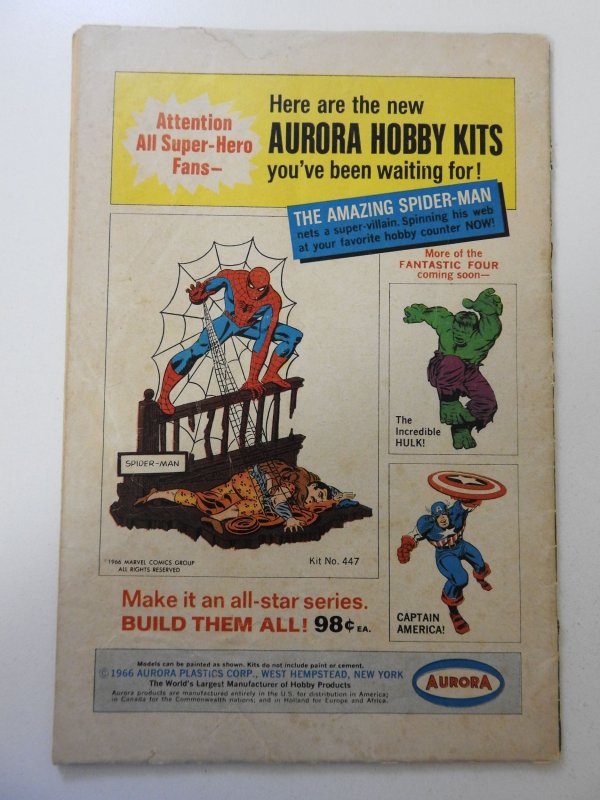 Attention
All Super-Hero
Fans—
Here are the new
AURORA HOBBY KITS
you've been waiting for!
THE AMAZING SPIDER-MAN
nets a super-villain. Spinning his web
at your favorite hobby counter NOW!
More of the
FANTASTIC FOUR
coming soon—
The
Incredible
HULK!
SPIDER-MAN
©1966 MARVEL COMICS GROUP
ALL RIGHTS RESERVED
Kit No. 447
CAPTAIN
AMERICA!
Make it an all-star series.
BUILD THEM ALL! 98¢ EA.
Models can be painted as shown. Kits do not include paint or cement.
©1966 AURORA PLASTICS CORP., WEST HEMPSTEAD, NEW YORK
The World's Largest Manufacturer of Hobby Products
Aurora products are manufactured entirely in the U.S. for distribution in America;
in Canada for the Commonwealth nations; and in Holland for Europe and Africa.
AURORA